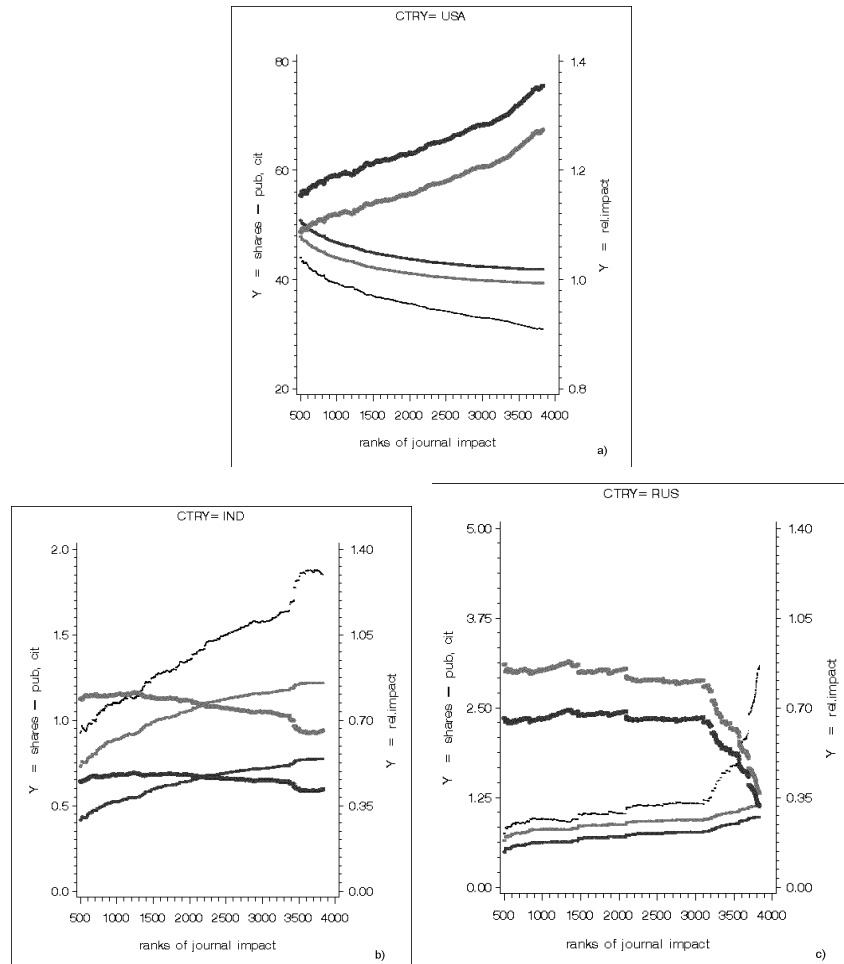 CTRY= USA
80
60
40
20
Y = shares — pub, cit
1.4
1.2
1.0
0.8
Y = rel.impact
500 1000 1500 2000 2500 3000 3500 4000
ranks of journal impact
a)
CTRY= IND
2.0
1.5
1.0
0.5
0.0
Y = shares — pub, cit
1.40
1.05
0.70
0.35
0.00
Y = rel.impact
500 1000 1500 2000 2500 3000 3500 4000
ranks of journal impact
b)
CTRY= RUS
5.00
3.75
2.50
1.25
0.00
Y = shares — pub, cit
1.40
1.05
0.70
0.35
0.00
Y = rel.impact
500 1000 1500 2000 2500 3000 3500 4000
ranks of journal impact
c)